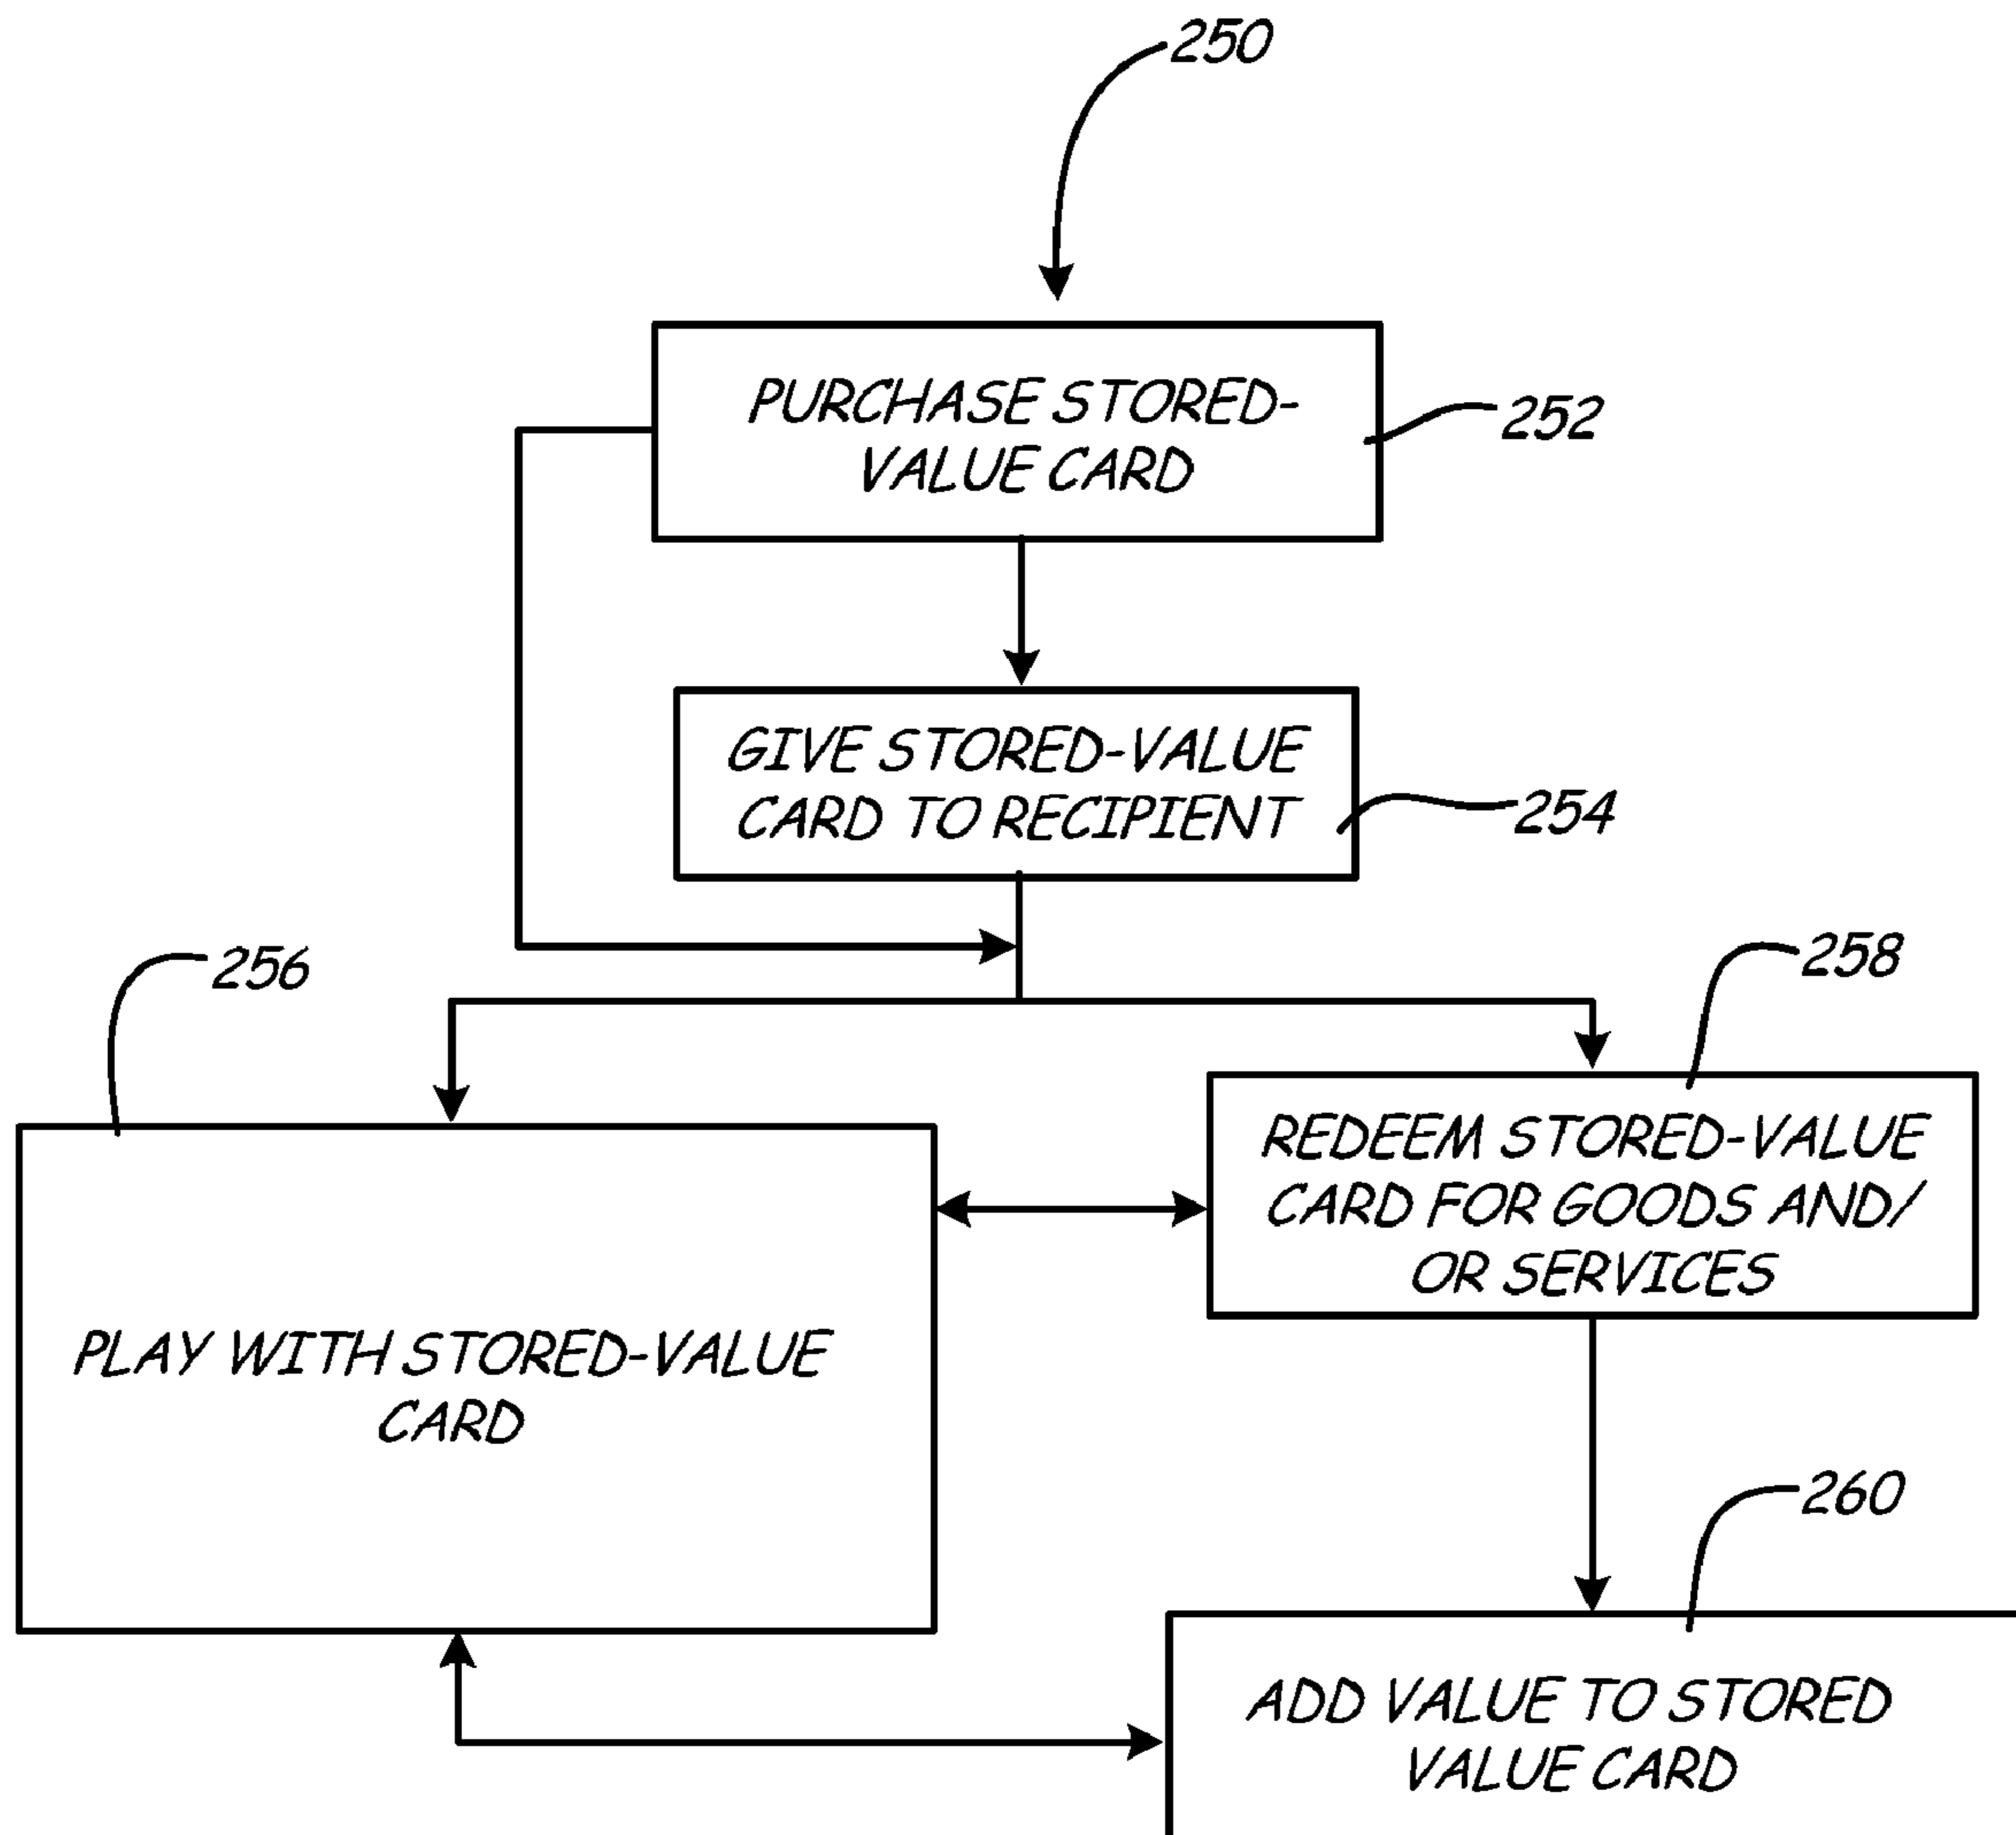 250
PURCHASE STORED-
VALUE CARD
252
GIVE STORED-VALUE
CARD TO RECIPIENT
254
256
258
REDEEM STORED-VALUE
CARD FOR GOODS AND/
OR SERVICES
PLAY WITH STORED-VALUE
CARD
260
ADD VALUE TO STORED
VALUE CARD